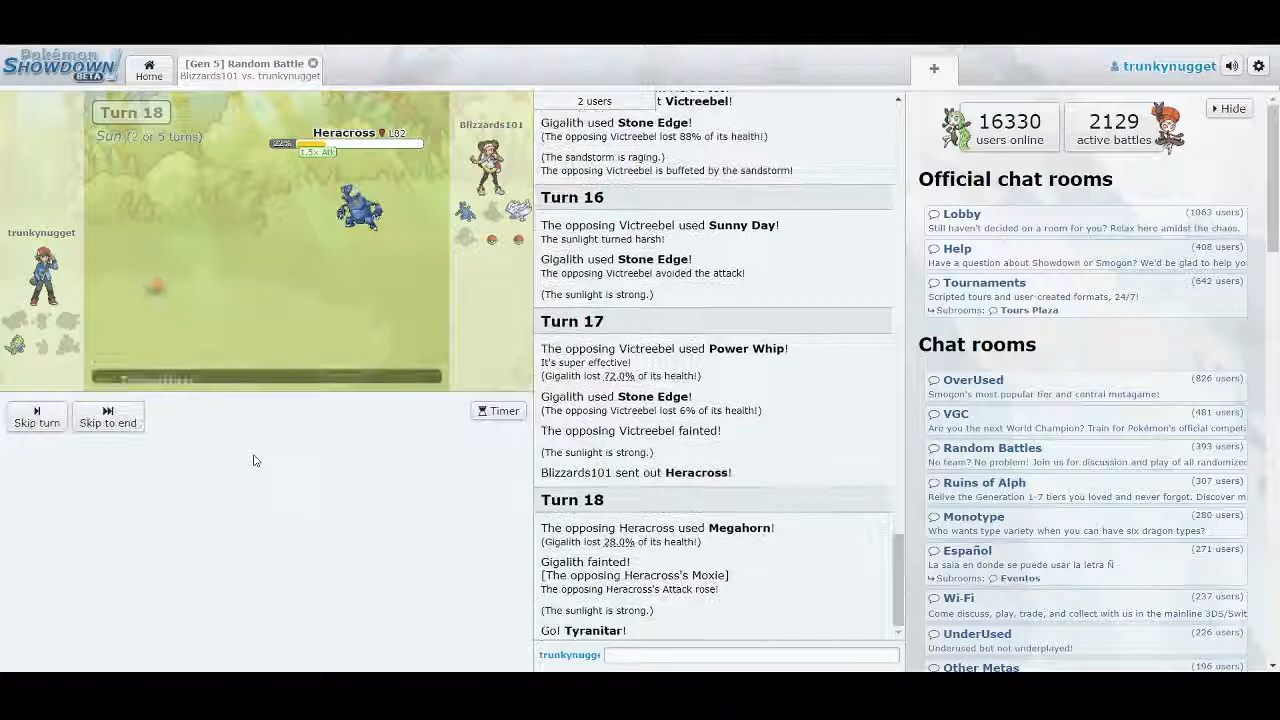 Pokémon
SHOWDOWN
BETA
Home
[Gen 5] Random Battle
Blizzards101 vs. trunkynugget
+
trunkynugget
Turn 18
Sun (2 or 5 turns)
Heracross L82
22%
1.5× Atk
Blizzards101
trunkynugget
Skip turn
Skip to end
Timer
2 users
t Victreebel!
Gigalith used Stone Edge!
(The opposing Victreebel lost 88% of its health!)
(The sandstorm is raging.)
The opposing Victreebel is buffeted by the sandstorm!
Turn 16
The opposing Victreebel used Sunny Day!
The sunlight turned harsh!
Gigalith used Stone Edge!
The opposing Victreebel avoided the attack!
(The sunlight is strong.)
Turn 17
The opposing Victreebel used Power Whip!
It's super effective!
(Gigalith lost 72.0% of its health!)
Gigalith used Stone Edge!
(The opposing Victreebel lost 6% of its health!)
The opposing Victreebel fainted!
(The sunlight is strong.)
Blizzards101 sent out Heracross!
Turn 18
The opposing Heracross used Megahorn!
(Gigalith lost 28.0% of its health!)
Gigalith fainted!
[The opposing Heracross's Moxie]
The opposing Heracross's Attack rose!
(The sunlight is strong.)
Go! Tyranitar!
trunkynugge
16330
users online
2129
active battles
Hide
Official chat rooms
Lobby (1063 users)
Still haven't decided on a room for you? Relax here amidst the chaos.
Help (408 users)
Have a question about Showdown or Smogon? We'd be glad to help yo
Tournaments (642 users)
Scripted tours and user-created formats, 24/7!
Subrooms: Tours Plaza
Chat rooms
OverUsed (826 users)
Smogon's most popular tier and central metagame!
VGC (481 users)
Are you the next World Champion? Train for Pokémon's official compet
Random Battles (393 users)
No team? No problem! Join us for discussion and play of all randomize
Ruins of Alph (307 users)
Relive the Generation 1-7 tiers you loved and never forgot. Discover m
Monotype (280 users)
Who wants type variety when you can have six dragon types?
Español (271 users)
La sala en donde se puede usar la letra Ñ
Subrooms: Eventos
Wi-Fi (237 users)
Come discuss, play, trade, and collect with us in the mainline 3DS/Swit
UnderUsed (226 users)
Underused but not underplayed!
Other Metas (196 users)